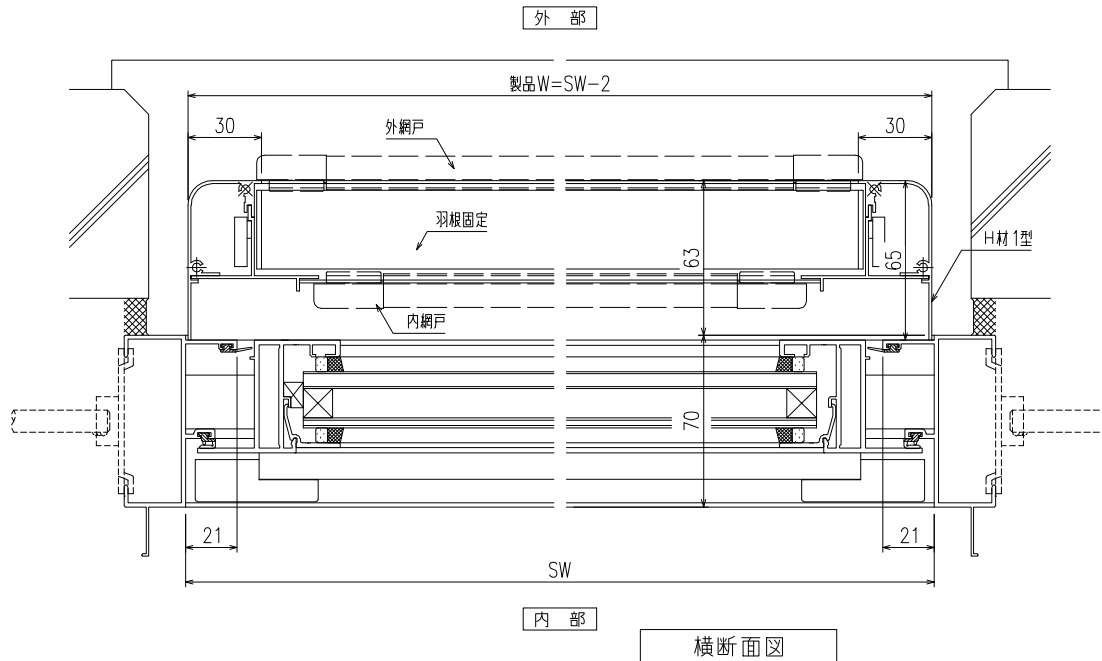 外 部
製品W=SW-2
30
30
外網戸
羽根固定
H材1型
63
65
内網戸
70
21
21
SW
内 部
横断面図